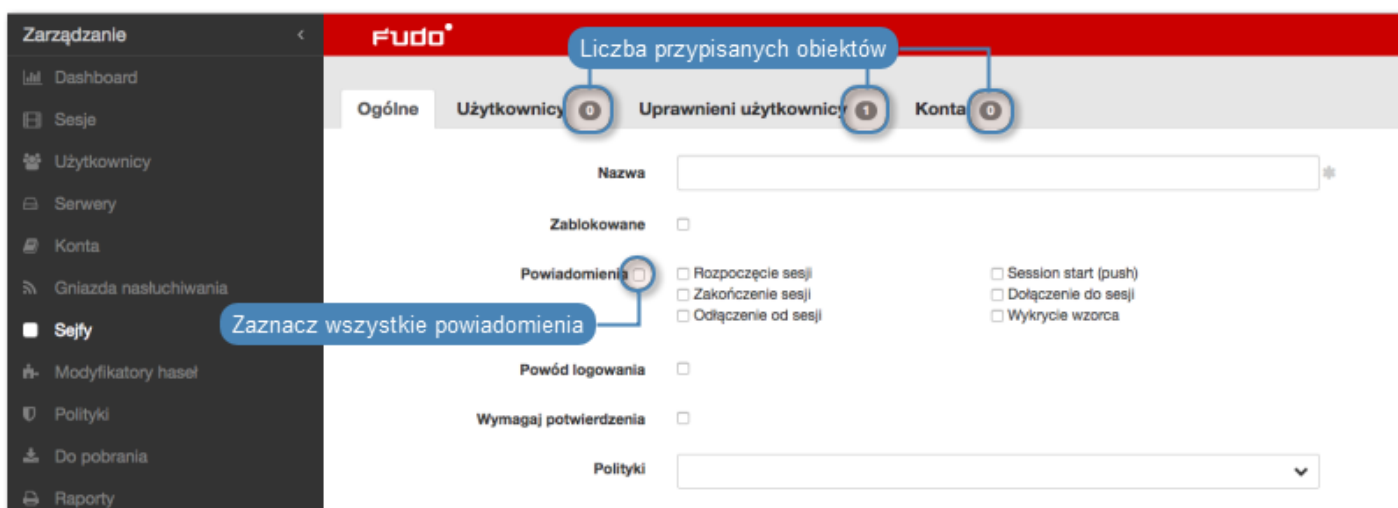 Zarządzanie
Fudo
Liczba przypisanych obiektów
Dashboard
Sesje
Użytkownicy
Serwery
Konta
Gniazda nasłuchiwania
Sejfy
Modyfikatory haseł
Polityki
Do pobrania
Raporty
Ogólne Użytkownicy 0 Uprawnieni użytkownicy 1 Konta 0
Nazwa
Zablokowane
Powiadomienia Rozpoczęcie sesji Session start (push)
Zakończenie sesji Dołączenie do sesji
Odłączenie od sesji Wykrycie wzorca
Zaznacz wszystkie powiadomienia
Powód logowania
Wymagaj potwierdzenia
Polityki